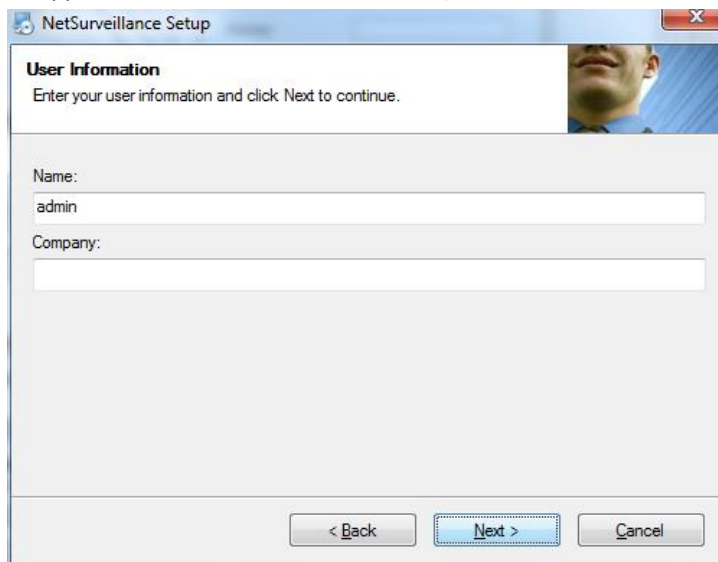 NetSurveillance Setup
X
User Information
Enter your user information and click Next to continue.
Name:
admin
Company:
< Back
Next >
Cancel